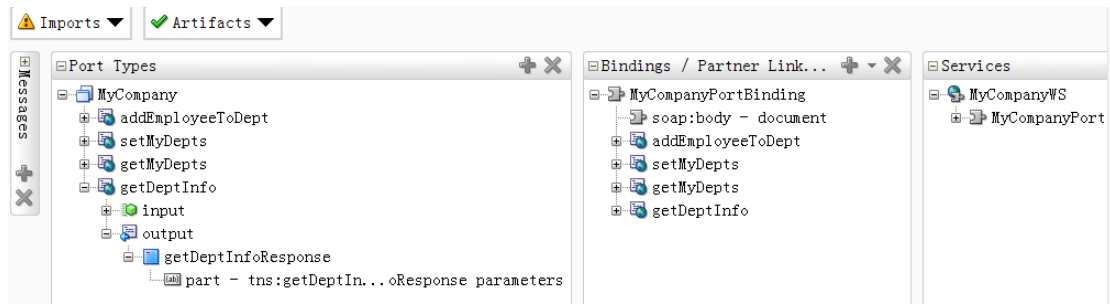 Imports Artifacts
Messages
Port Types
MyCompany
addEmployeeToDept
setMyDepts
getMyDepts
getDeptInfo
input
output
getDeptInfoResponse
part - tns:getDeptIn...oResponse parameters
Bindings / Partner Link...
MyCompanyPortBinding
soap:body - document
addEmployeeToDept
setMyDepts
getMyDepts
getDeptInfo
Services
MyCompanyWS
MyCompanyPort